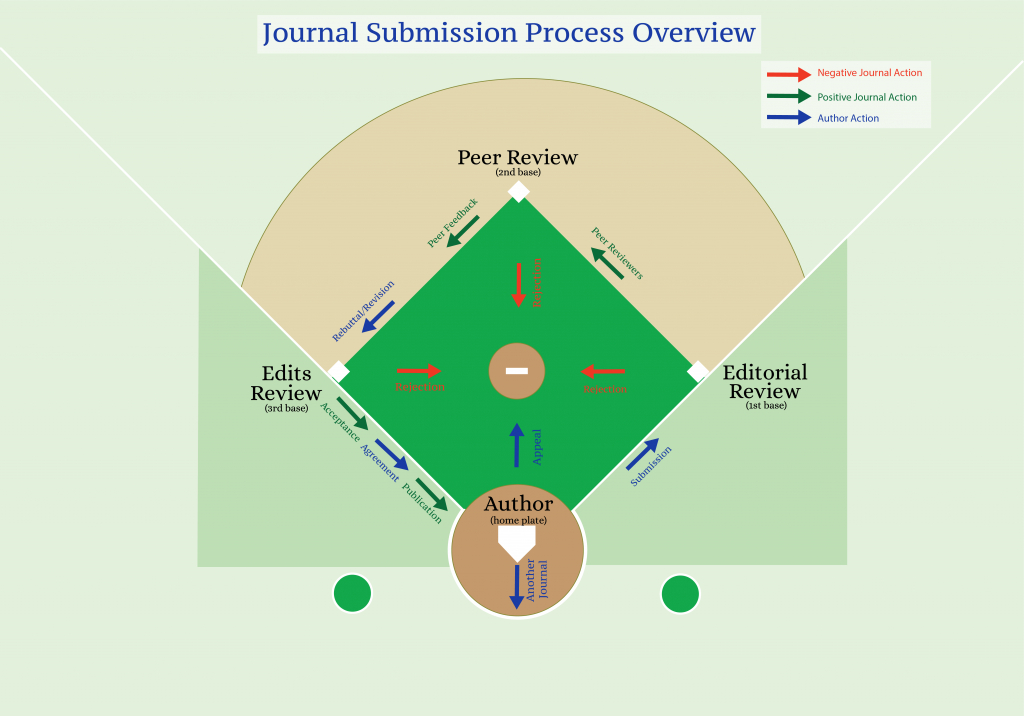 Journal Submission Process Overview
Negative Journal Action
Positive Journal Action
Author Action
Peer Review
(2nd base)
Peer Feedback
Peer Reviewers
Rejection
Rebuttal/Revision
Edits
Review
(3rd base)
Rejection
Rejection
Editorial
Review
(1st base)
Acceptance
Agreement
Publication
Appeal
Submission
Author
(home plate)
Another
Journal